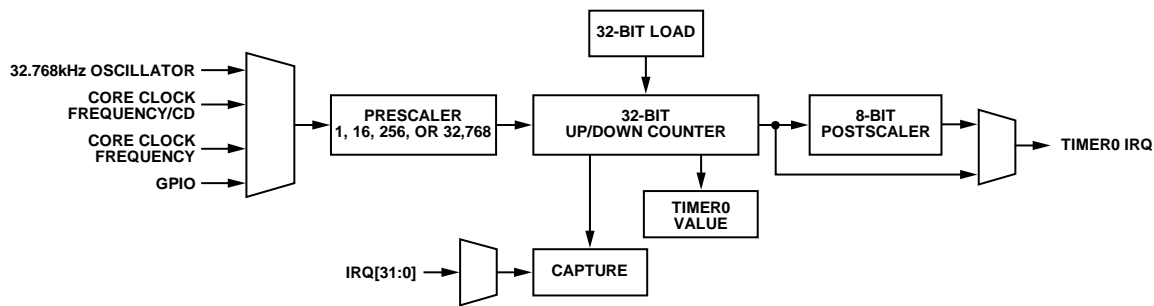 32-BIT LOAD
32.768kHz OSCILLATOR
CORE CLOCK
FREQUENCY/CD
CORE CLOCK
FREQUENCY
GPIO
PRESCALER
1, 16, 256, OR 32,768
32-BIT
UP/DOWN COUNTER
8-BIT
POSTSCALER
TIMER0 IRQ
TIMER0
VALUE
IRQ[31:0]
CAPTURE